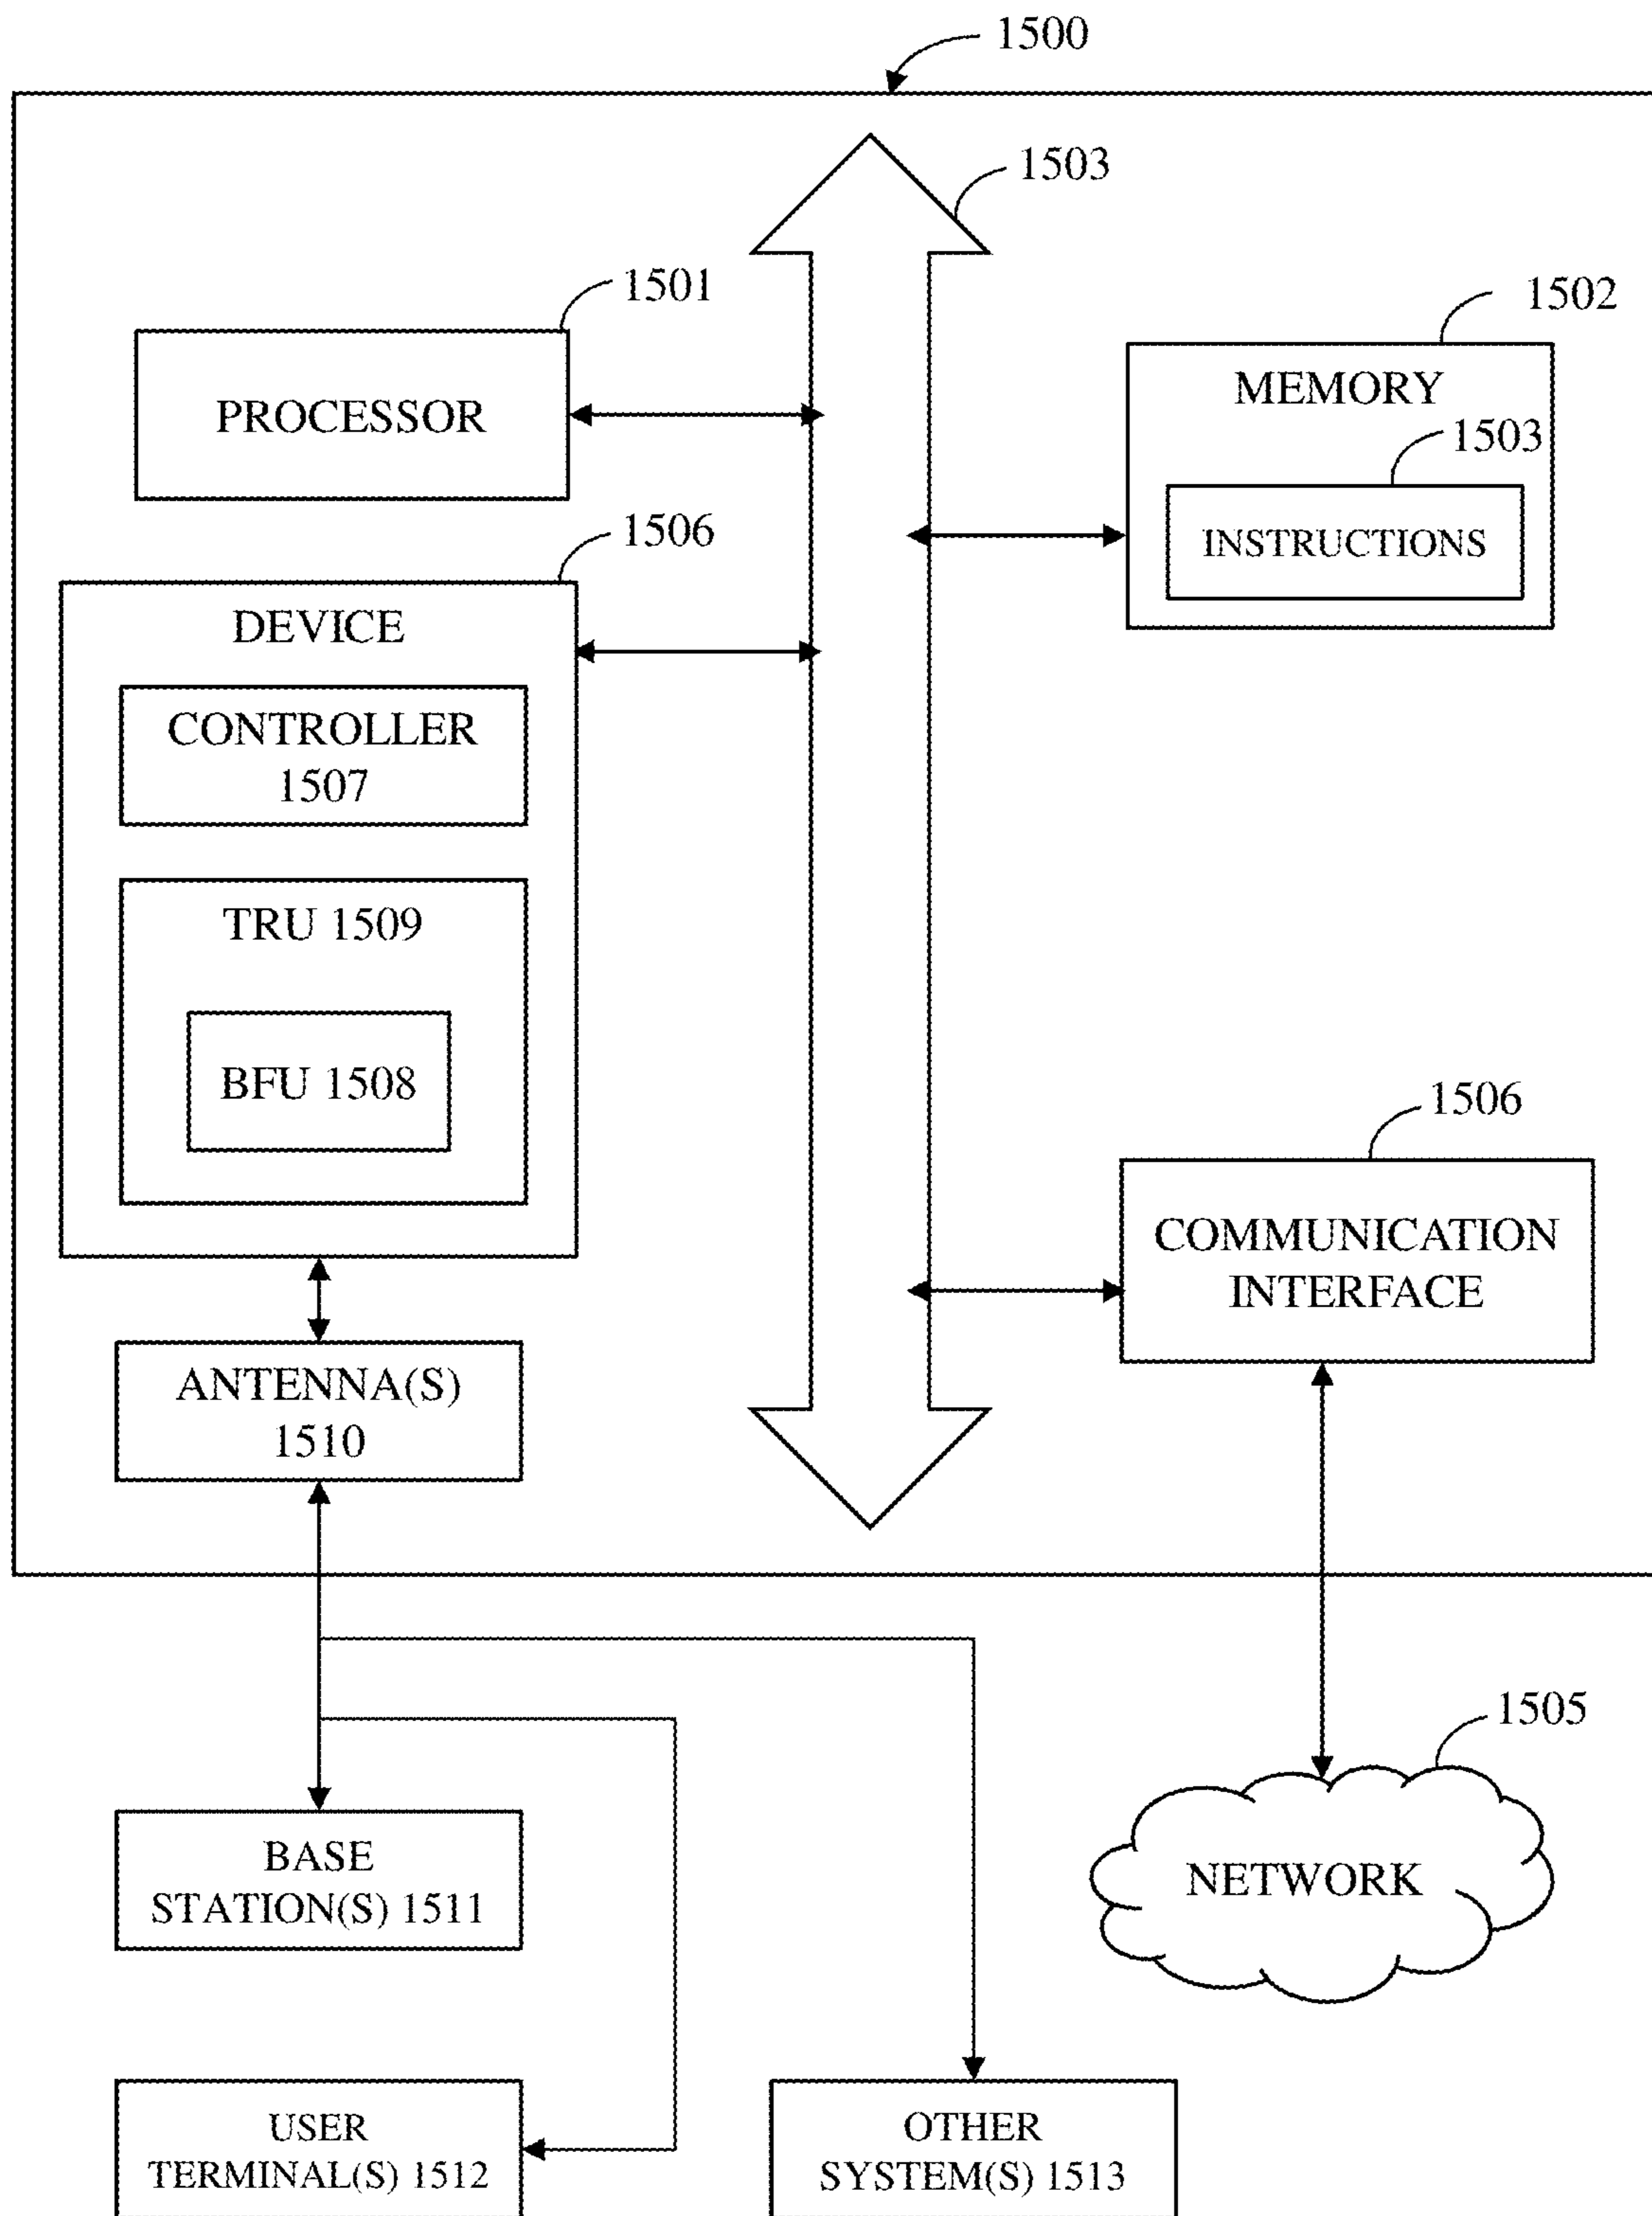 1500
1503
1501
PROCESSOR
1502
MEMORY
1503
INSTRUCTIONS
1506
DEVICE
CONTROLLER
1507
TRU 1509
BFU 1508
1506
COMMUNICATION
INTERFACE
ANTENNA(S)
1510
1505
NETWORK
BASE
STATION(S) 1511
USER
TERMINAL(S) 1512
OTHER
SYSTEM(S) 1513